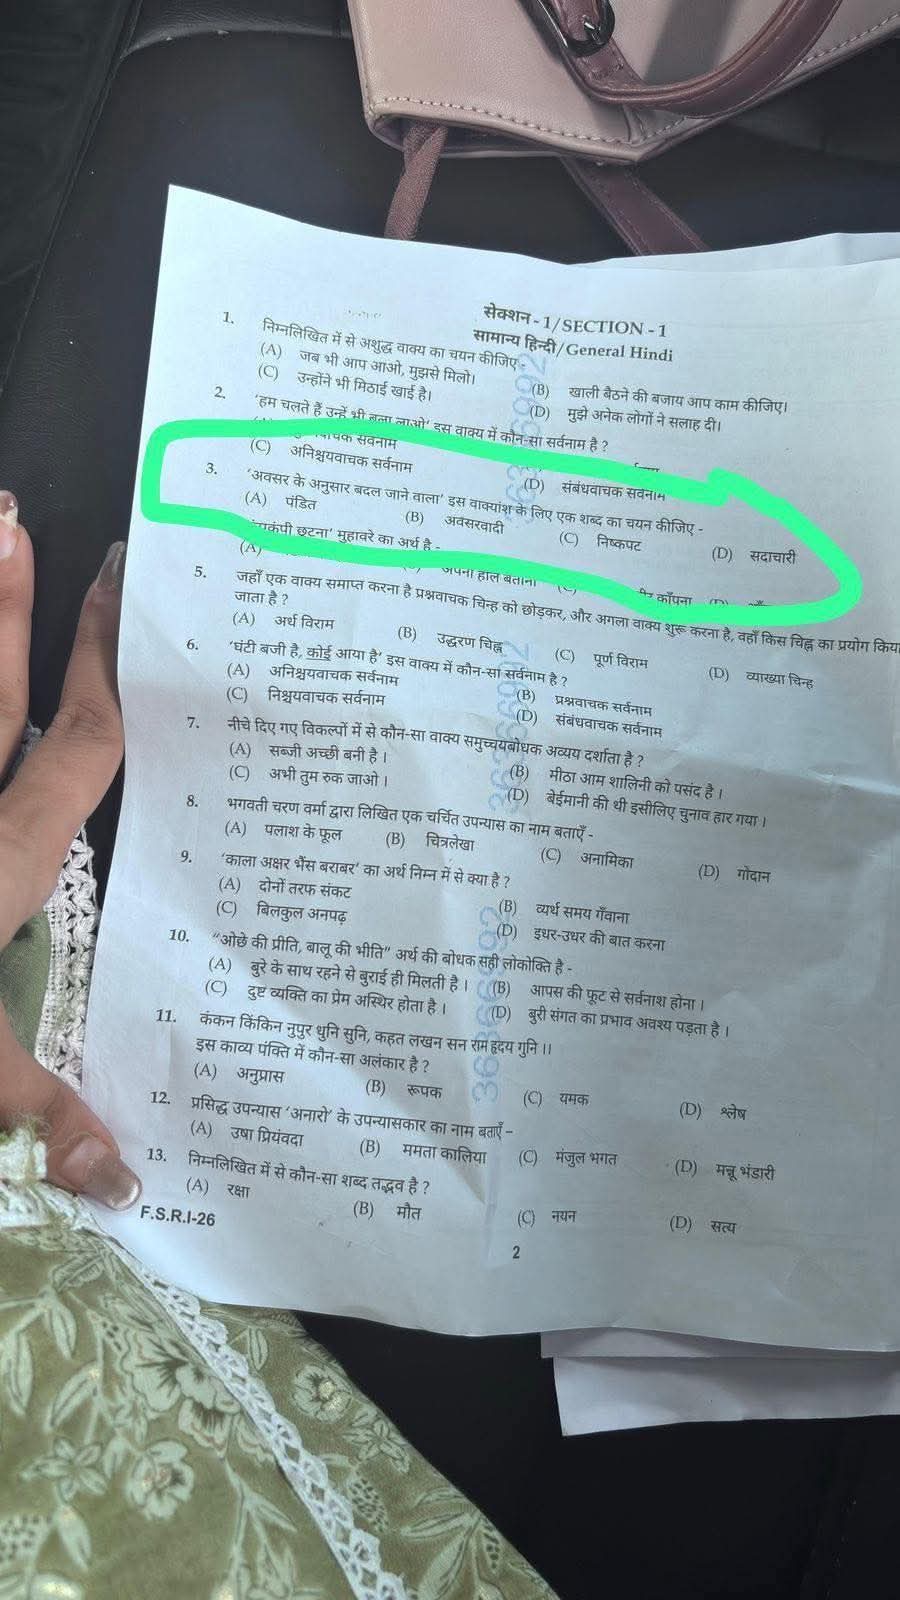 सेक्शन - 1/SECTION - 1
सामान्य हिन्दी/General Hindi
1. निम्नलिखित में से अशुद्ध वाक्य का चयन कीजिए -
(A) जब भी आप आओ, मुझसे मिलो। (B) खाली बैठने की बजाय आप काम कीजिए।
(C) उन्होंने भी मिठाई खाई है। (D) मुझे अनेक लोगों ने सलाह दी।
2. 'हम चलते हैं उन्हें भी बुला लाओ' इस वाक्य में कौन-सा सर्वनाम है ?
सर्वनाम
(C) अनिश्चयवाचक सर्वनाम (D) संबंधवाचक सर्वनाम
3. 'अवसर के अनुसार बदल जाने वाला' इस वाक्यांश के लिए एक शब्द का चयन कीजिए -
(A) पंडित (B) अवसरवादी (C) निष्कपट (D) सदाचारी
छूटना' मुहावरे का अर्थ है -
(A) अपना हाल बताना काँपना
5. जहाँ एक वाक्य समाप्त करना है प्रश्नवाचक चिन्ह को छोड़कर, और अगला वाक्य शुरू करना है, वहाँ किस चिह्न का प्रयोग किया
जाता है ?
(A) अर्ध विराम (B) उद्धरण चिह्न (C) पूर्ण विराम (D) व्याख्या चिन्ह
6. 'घंटी बजी है, कोई आया है' इस वाक्य में कौन-सा सर्वनाम है ?
(A) अनिश्चयवाचक सर्वनाम (B) प्रश्नवाचक सर्वनाम
(C) निश्चयवाचक सर्वनाम (D) संबंधवाचक सर्वनाम
7. नीचे दिए गए विकल्पों में से कौन-सा वाक्य समुच्चयबोधक अव्यय दर्शाता है ?
(A) सब्जी अच्छी बनी है। (B) मीठा आम शालिनी को पसंद है।
(C) अभी तुम रुक जाओ। (D) बेईमानी की थी इसीलिए चुनाव हार गया।
8. भगवती चरण वर्मा द्वारा लिखित एक चर्चित उपन्यास का नाम बताएँ -
(A) पलाश के फूल (B) चित्रलेखा (C) अनामिका (D) गोदान
9. 'काला अक्षर भैंस बराबर' का अर्थ निम्न में से क्या है ?
(A) दोनों तरफ संकट (B) व्यर्थ समय गँवाना
(C) बिलकुल अनपढ़ (D) इधर-उधर की बात करना
10. "ओछे की प्रीति, बालू की भीति" अर्थ की बोधक सही लोकोक्ति है -
(A) बुरे के साथ रहने से बुराई ही मिलती है। (B) आपस की फूट से सर्वनाश होना।
(C) दुष्ट व्यक्ति का प्रेम अस्थिर होता है। (D) बुरी संगत का प्रभाव अवश्य पड़ता है।
11. कंकन किंकिन नुपुर धुनि सुनि, कहत लखन सन राम हृदय गुनि ।।
इस काव्य पंक्ति में कौन-सा अलंकार है ?
(A) अनुप्रास (B) रूपक (C) यमक (D) श्लेष
12. प्रसिद्ध उपन्यास 'अनारो' के उपन्यासकार का नाम बताएँ –
(A) उषा प्रियंवदा (B) ममता कालिया (C) मंजुल भगत (D) मन्नू भंडारी
13. निम्नलिखित में से कौन-सा शब्द तद्भव है ?
(A) रक्षा (B) मौत (C) नयन (D) सत्य
F.S.R.I-26
2